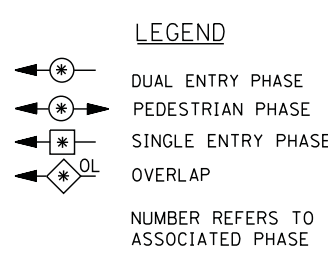 LEGEND
* DUAL ENTRY PHASE
* PEDESTRIAN PHASE
* SINGLE ENTRY PHASE
* OL OVERLAP
NUMBER REFERS TO
ASSOCIATED PHASE